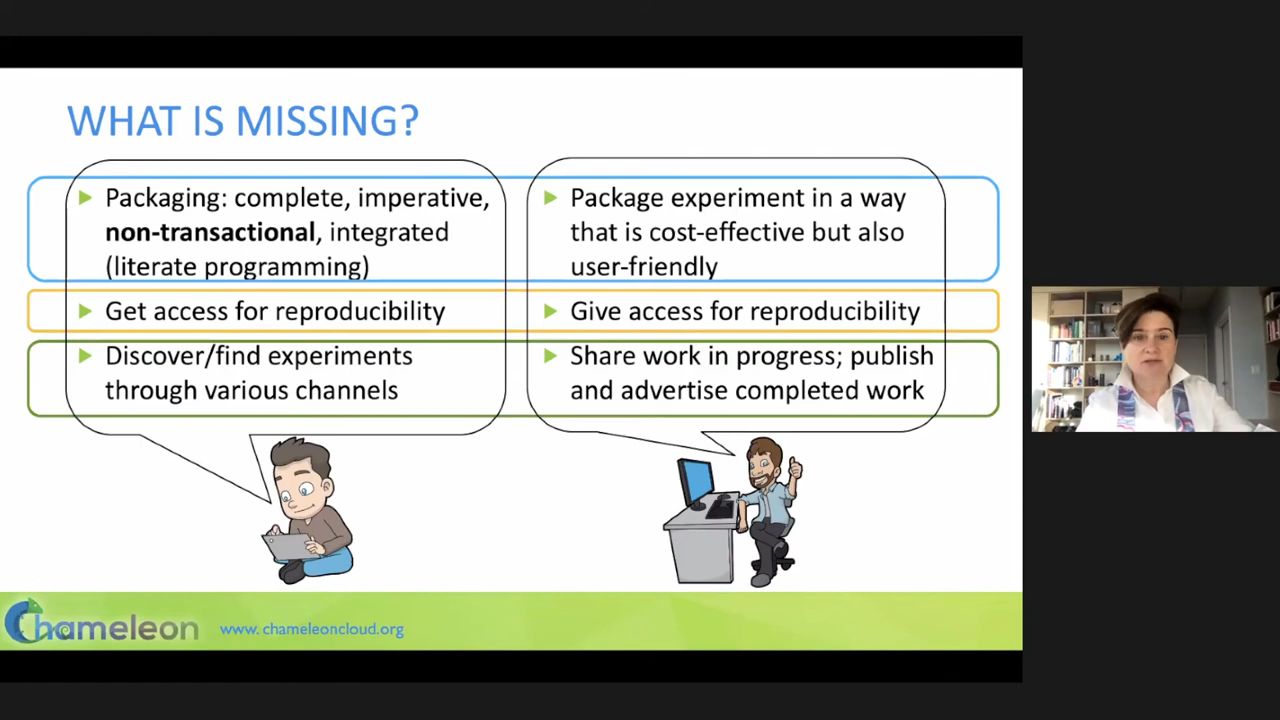 WHAT IS MISSING?
Packaging: complete, imperative,
non-transactional, integrated
(literate programming)
Get access for reproducibility
Discover/find experiments
through various channels
Package experiment in a way
that is cost-effective but also
user-friendly
Give access for reproducibility
Share work in progress; publish
and advertise completed work
Chameleon
www.chameleoncloud.org